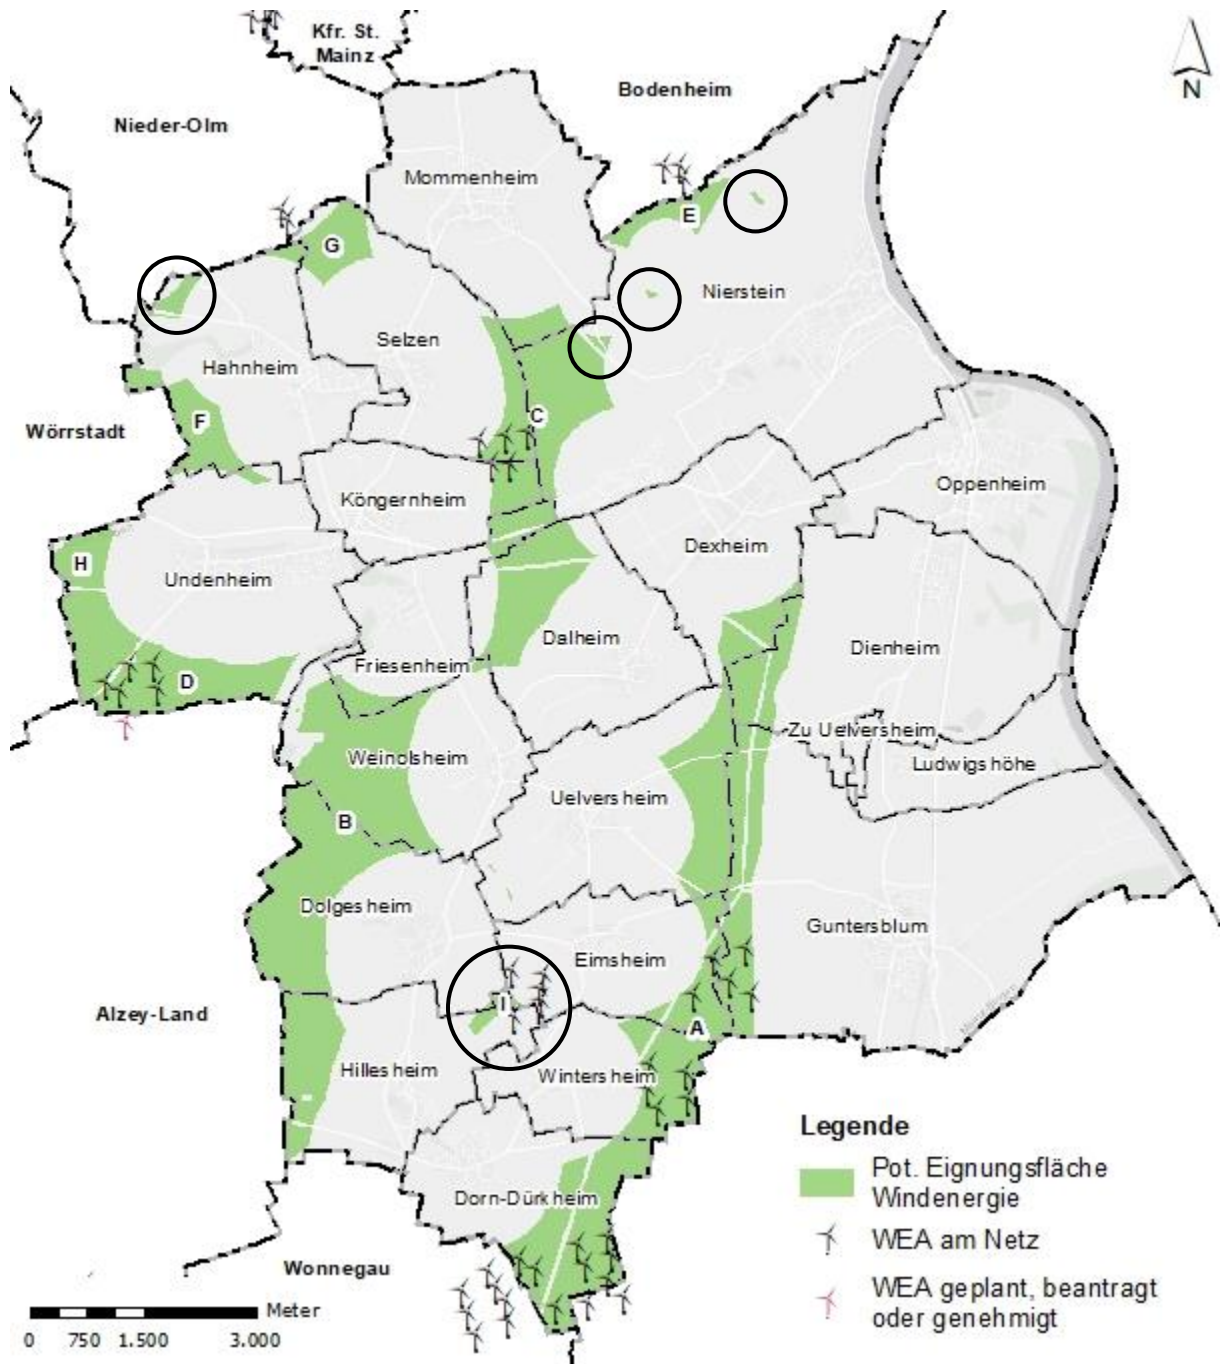 Kfr. St.
Mainz
N
Bodenheim
Nieder-Olm
Mommenheim
E
G
Nierstein
Selzen
Hahnheim
C
F
Wörrstadt
Oppenheim
Köngernheim
Dexheim
H
Undenheim
Dalheim
Dienheim
Friesenheim
D
Zu Uelversheim
Weinolsheim
Ludwigshöhe
Uelversheim
B
Dolgesheim
Guntersblum
Eimsheim
I
Alzey-Land
A
Hillesheim
Wintersheim
Legende
Pot. Eignungsfläche
Windenergie
Dorn-Dürkheim
WEA am Netz
Wonnegau
WEA geplant, beantragt
oder genehmigt
Meter
0 750 1.500 3.000